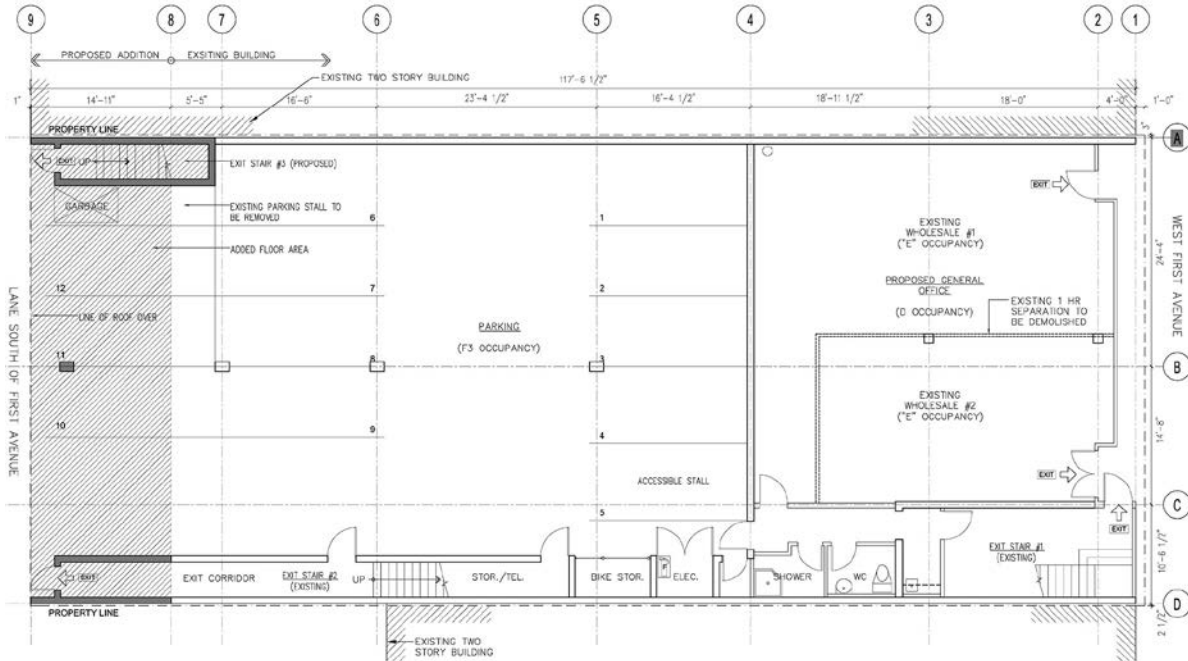 9
8
7
6
5
4
3
2
1
PROPOSED ADDITION
EXSITING BUILDING
EXISTING TWO STORY BUILDING
117'-6 1/2"
1"
14'-11"
5'-5"
16'-6"
23'-4 1/2"
16'-4 1/2"
18'-11 1/2"
18'-0"
4'-0"
1'-0"
3"
PROPERTY LINE
A
EXIT
UP
EXIT STAIR #3 (PROPOSED)
EXIT
GARBAGE
EXISTING PARKING STALL TO
BE REMOVED
6
1
EXISTING
WHOLESALE #1
("E" OCCUPANCY)
WEST FIRST AVENUE
24'-4"
ADDED FLOOR AREA
PROPOSED GENERAL
OFFICE
(D OCCUPANCY)
12
7
2
EXISTING 1 HR
SEPARATION TO
BE DEMOLISHED
LANE SOUTH OF FIRST AVENUE
LINE OF ROOF OVER
PARKING
(F3 OCCUPANCY)
11
8
3
B
EXISTING
WHOLESALE #2
("E" OCCUPANCY)
10
9
4
14'-8"
ACCESSIBLE STALL
EXIT
C
5
EXIT
EXIT STAIR #1
(EXISTING)
10'-6 1/2"
EXIT
EXIT CORRIDOR
EXIT STAIR #2
(EXISTING)
UP
STOR./TEL.
BIKE STOR.
F
ELEC.
SHOWER
WC
D
PROPERTY LINE
2 1/2"
EXISTING TWO
STORY BUILDING